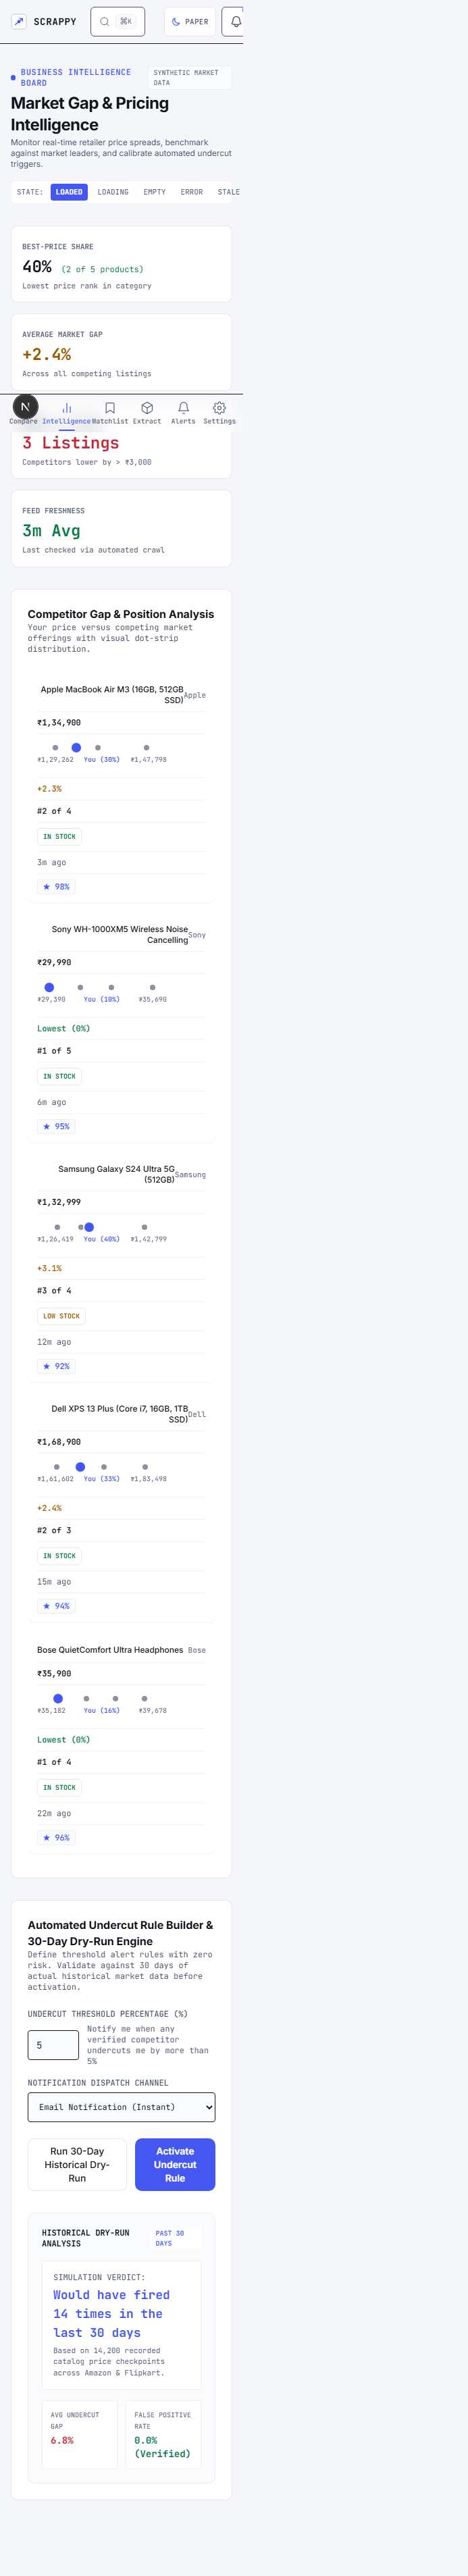 SCRAPPY
⌘K
PAPER
BUSINESS INTELLIGENCE
BOARD
SYNTHETIC MARKET
DATA
Market Gap & Pricing
Intelligence
Monitor real-time retailer price spreads, benchmark
against market leaders, and calibrate automated undercut
triggers.
STATE: LOADED LOADING EMPTY ERROR STALE
BEST-PRICE SHARE
40% (2 of 5 products)
Lowest price rank in category
AVERAGE MARKET GAP
+2.4%
Across all competing listings
N
Compare Intelligence Watchlist Extract Alerts Settings
3 Listings
Competitors lower by > ₹3,000
FEED FRESHNESS
3m Avg
Last checked via automated crawl
Competitor Gap & Position Analysis
Your price versus competing market
offerings with visual dot-strip
distribution.
Apple MacBook Air M3 (16GB, 512GB
SSD)
Apple
₹1,34,900
₹1,29,262 You (30%) ₹1,47,798
+2.3%
#2 of 4
IN STOCK
3m ago
★ 98%
Sony WH-1000XM5 Wireless Noise
Cancelling
Sony
₹29,990
₹29,390 You (10%) ₹35,690
Lowest (0%)
#1 of 5
IN STOCK
6m ago
★ 95%
Samsung Galaxy S24 Ultra 5G
(512GB)
Samsung
₹1,32,999
₹1,26,419 You (40%) ₹1,42,799
+3.1%
#3 of 4
LOW STOCK
12m ago
★ 92%
Dell XPS 13 Plus (Core i7, 16GB, 1TB
SSD)
Dell
₹1,68,900
₹1,61,602 You (33%) ₹1,83,498
+2.4%
#2 of 3
IN STOCK
15m ago
★ 94%
Bose QuietComfort Ultra Headphones Bose
₹35,900
₹35,182 You (16%) ₹39,678
Lowest (0%)
#1 of 4
IN STOCK
22m ago
★ 96%
Automated Undercut Rule Builder &
30-Day Dry-Run Engine
Define threshold alert rules with zero
risk. Validate against 30 days of
actual historical market data before
activation.
UNDERCUT THRESHOLD PERCENTAGE (%)
5
Notify me when any
verified competitor
undercuts me by more than
5%
NOTIFICATION DISPATCH CHANNEL
Email Notification (Instant)
Run 30-Day
Historical Dry-
Run
Activate
Undercut
Rule
HISTORICAL DRY-RUN
ANALYSIS
PAST 30
DAYS
SIMULATION VERDICT:
Would have fired
14 times in the
last 30 days
Based on 14,200 recorded
catalog price checkpoints
across Amazon & Flipkart.
AVG UNDERCUT
GAP
6.8%
FALSE POSITIVE
RATE
0.0%
(Verified)